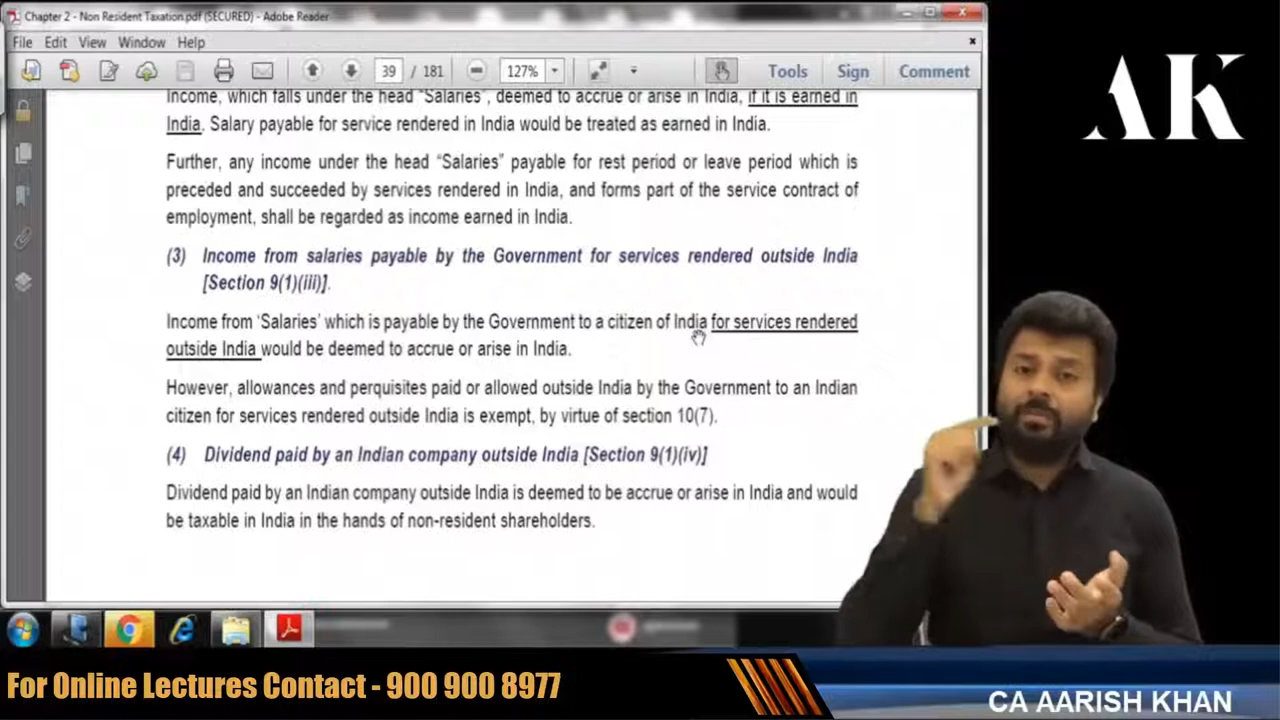 Chapter 2 - Non Resident Taxation.pdf (SECURED) - Adobe Reader
File Edit View Window Help
39 / 181 127% Tools Sign Comment
Income, which falls under the head “Salaries”, deemed to accrue or arise in India, if it is earned in
India. Salary payable for service rendered in India would be treated as earned in India.
Further, any income under the head “Salaries” payable for rest period or leave period which is
preceded and succeeded by services rendered in India, and forms part of the service contract of
employment, shall be regarded as income earned in India.
(3) Income from salaries payable by the Government for services rendered outside India
[Section 9(1)(iii)].
Income from ‘Salaries’ which is payable by the Government to a citizen of India for services rendered
outside India would be deemed to accrue or arise in India.
However, allowances and perquisites paid or allowed outside India by the Government to an Indian
citizen for services rendered outside India is exempt, by virtue of section 10(7).
(4) Dividend paid by an Indian company outside India [Section 9(1)(iv)]
Dividend paid by an Indian company outside India is deemed to be accrue or arise in India and would
be taxable in India in the hands of non-resident shareholders.
AK
For Online Lectures Contact - 900 900 8977
CA AARISH KHAN